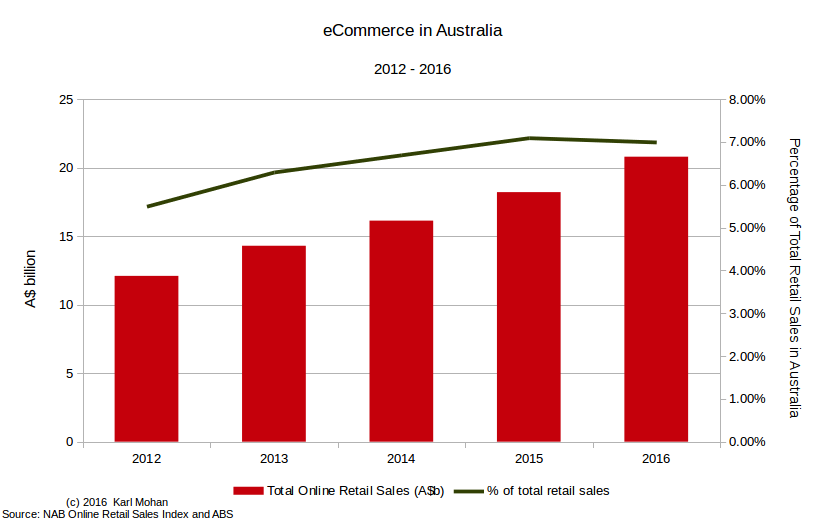 eCommerce in Australia
2012 - 2016
25
20
15
10
5
0
A$ billion
8.00%
7.00%
6.00%
5.00%
4.00%
3.00%
2.00%
1.00%
0.00%
Percentage of Total Retail Sales in Australia
2012 2013 2014 2015 2016
Total Online Retail Sales (A$b) % of total retail sales
(c) 2016 Karl Mohan
Source: NAB Online Retail Sales Index and ABS